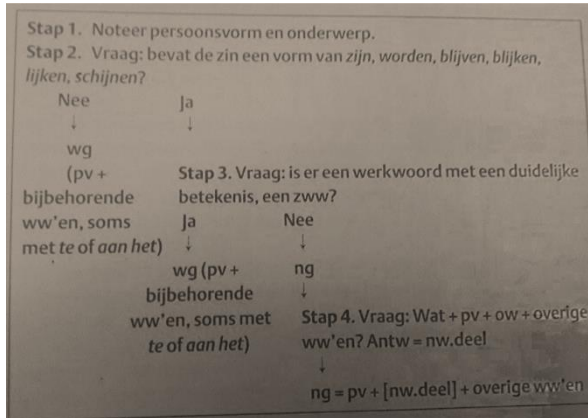 Stap 1. Noteer persoonsvorm en onderwerp.
Stap 2. Vraag: bevat de zin een vorm van zijn, worden, blijven, blijken,
lijken, schijnen?
Nee Ja
↓ ↓
wg
(pv + Stap 3. Vraag: is er een werkwoord met een duidelijke
bijbehorende betekenis, een zww?
ww'en, soms Ja Nee
met te of aan het) ↓ ↓
wg (pv + ng
bijbehorende ↓
ww'en, soms met Stap 4. Vraag: Wat + pv + ow + overige
te of aan het) ww'en? Antw = nw.deel
↓
ng = pv + [nw.deel] + overige ww'en